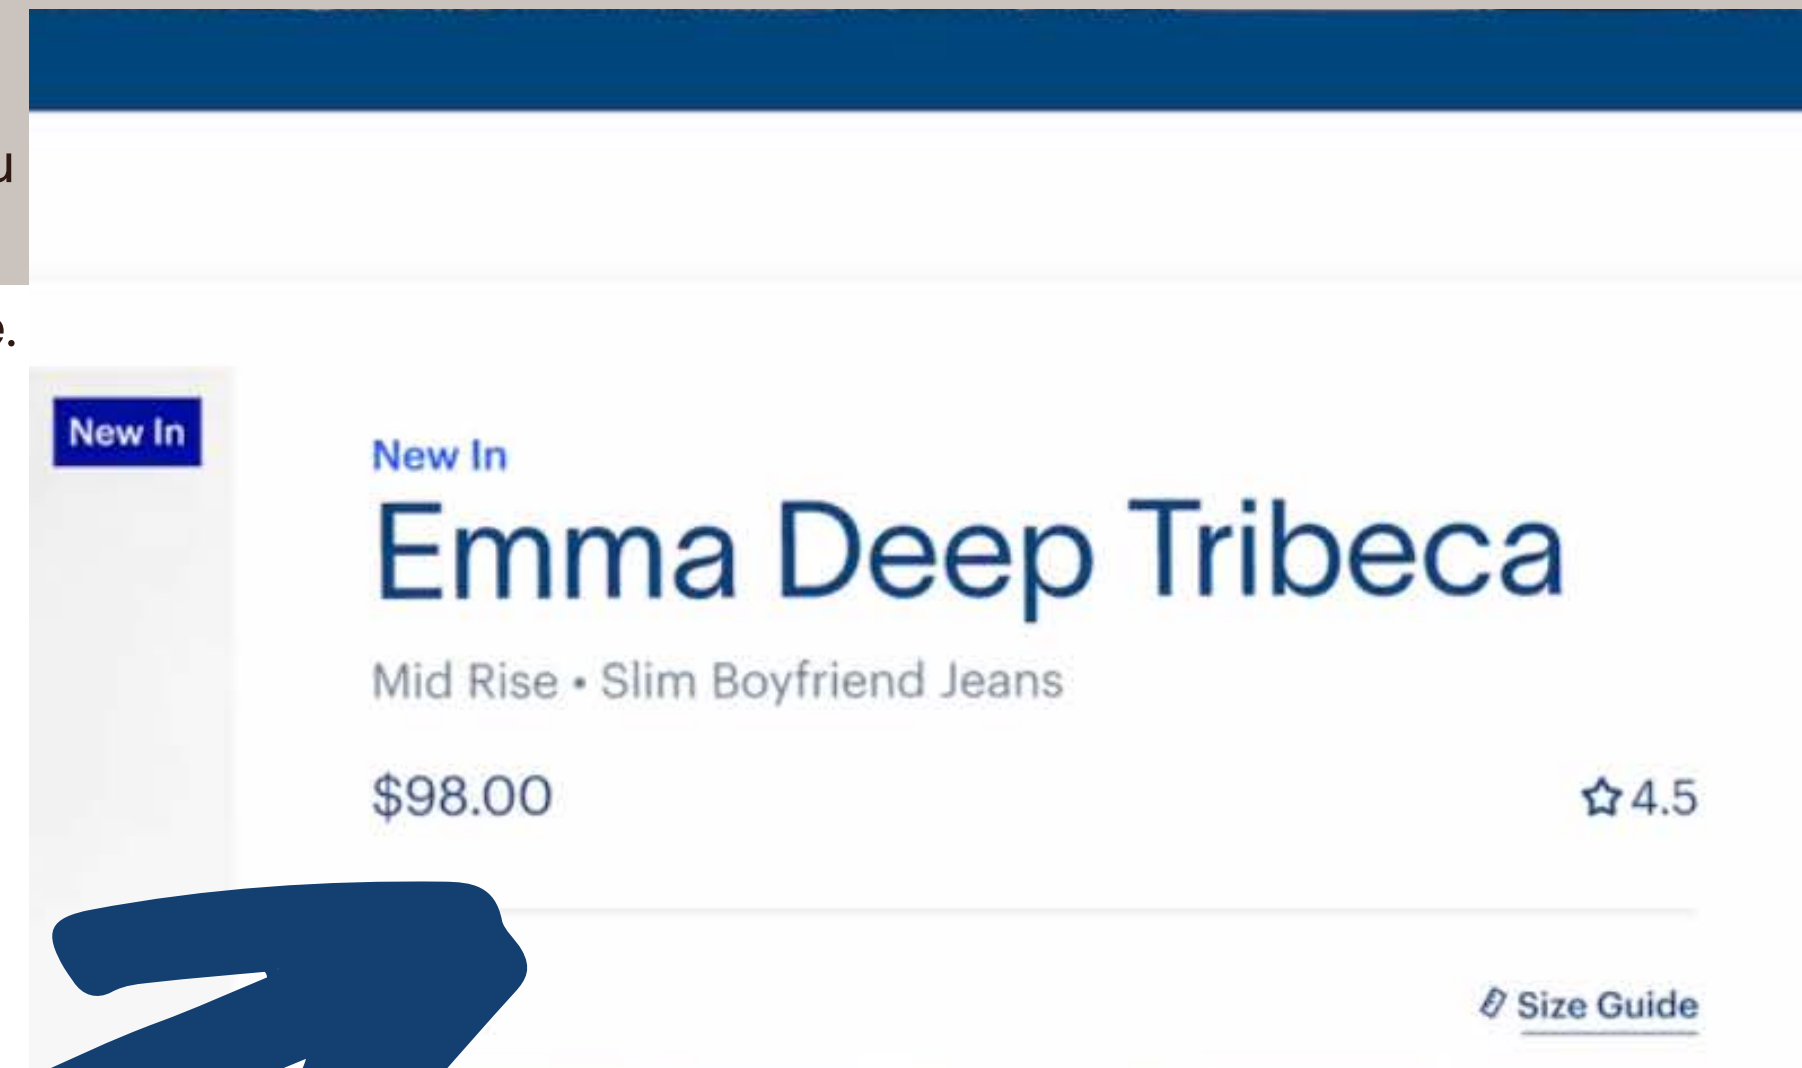 New In
New In
Emma Deep Tribeca
Mid Rise • Slim Boyfriend Jeans
$98.00
4.5
Size Guide